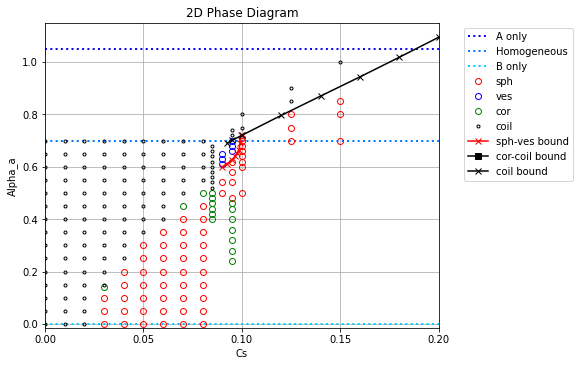 2D Phase Diagram
Alpha_a
1.0
0.8
0.6
0.4
0.2
0.0
0.00
0.05
0.10
0.15
0.20
Cs
A only
Homogeneous
B only
sph
ves
cor
coil
sph-ves bound
cor-coil bound
coil bound